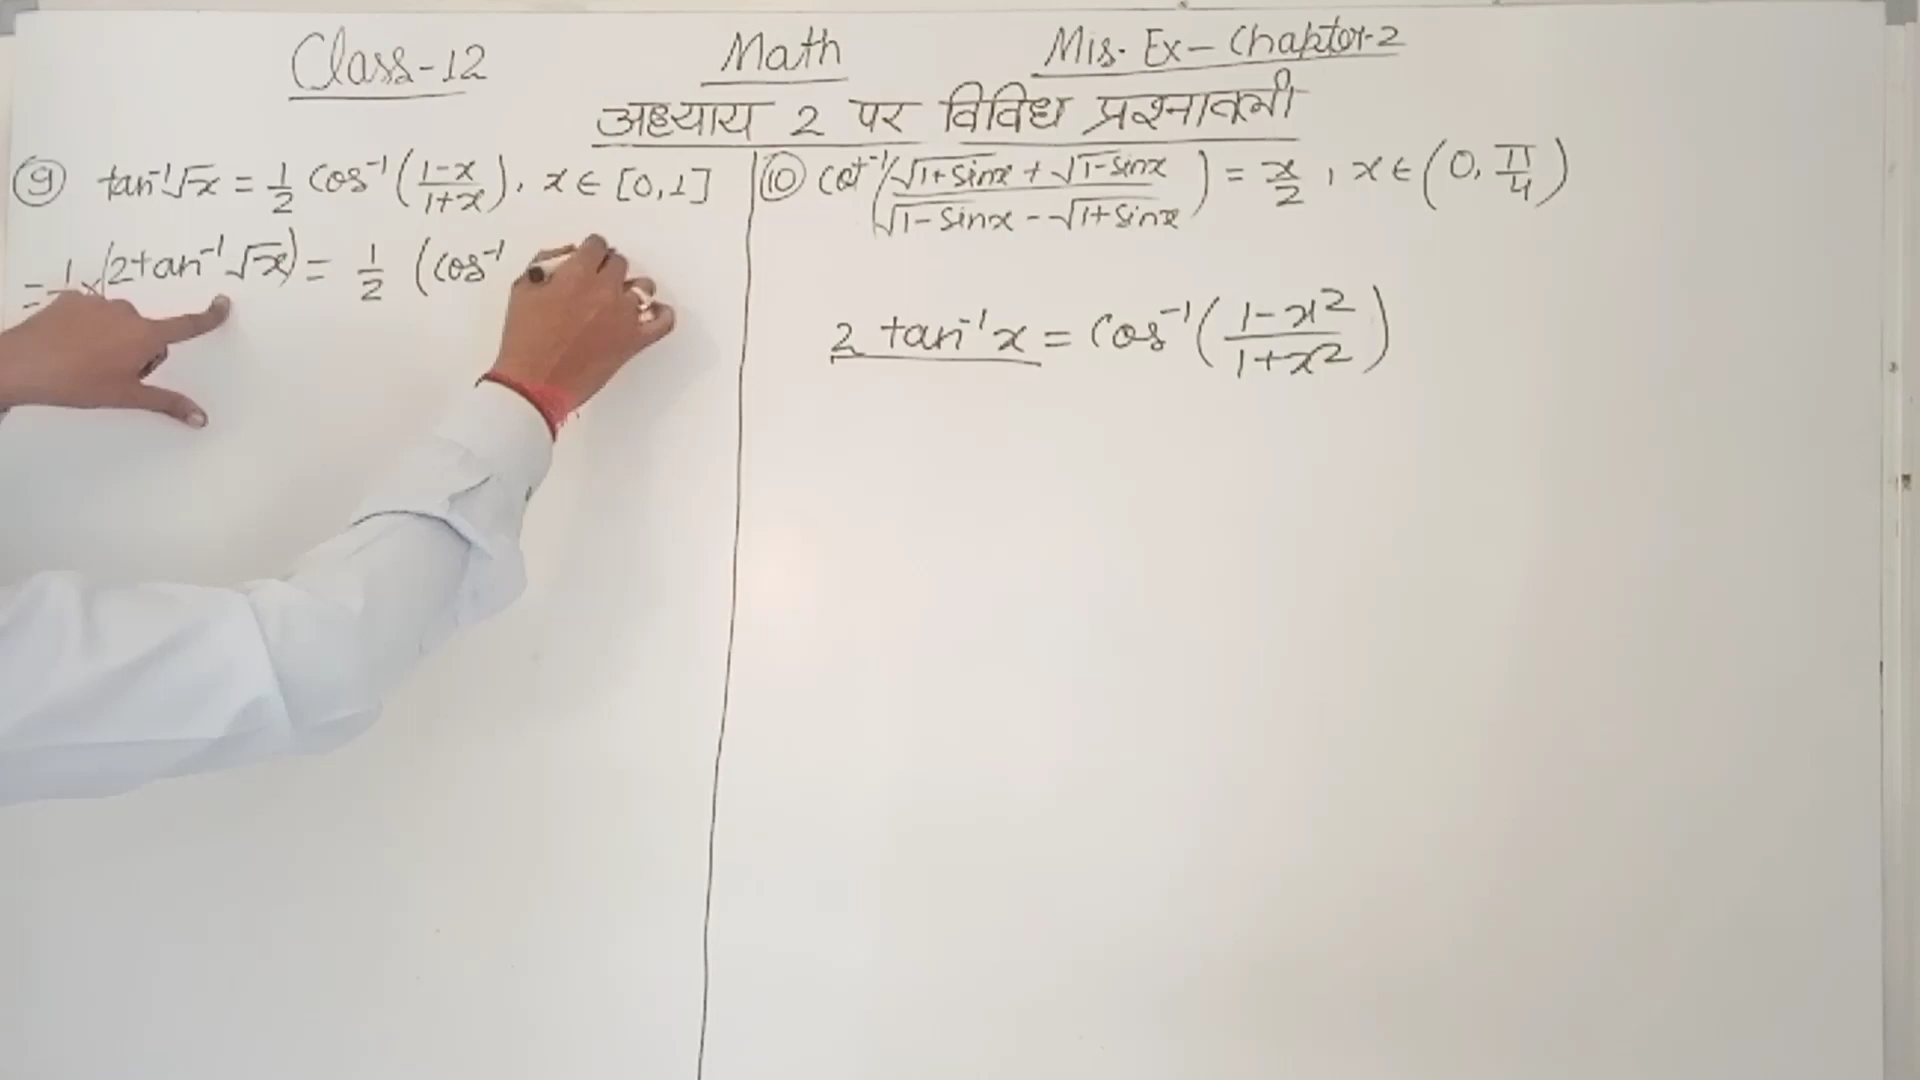 Class-12 Math Mis. Ex - Chapter-2
अध्याय 2 पर विविध प्रश्नावली
⑨ tan⁻¹√x = 1/2 cos⁻¹((1-x)/(1+x)), x ∈ [0,1]
= × (2tan⁻¹√x) = 1/2 (cos⁻¹
⑩ cot⁻¹((√1+sinx + √1-sinx)/(√1-sinx - √1+sinx)) = x/2, x ∈ (0, π/4)
2 tan⁻¹x = cos⁻¹((1-x²)/(1+x²))